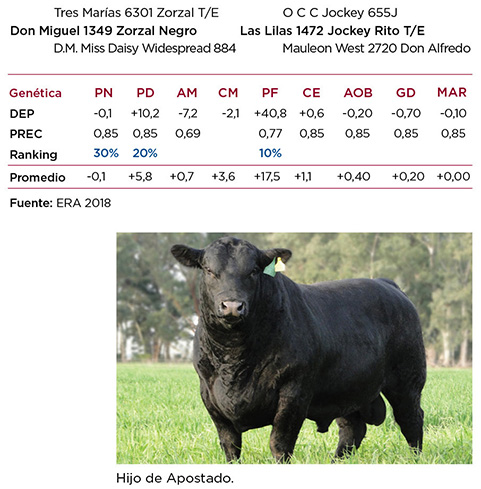 Tres Marías 6301 Zorzal T/E O C C Jockey 655J
Don Miguel 1349 Zorzal Negro Las Lilas 1472 Jockey Rito T/E
D.M. Miss Daisy Widespread 884 Mauleon West 2720 Don Alfredo
Genética PN PD AM CM PF CE AOB GD MAR
DEP -0,1 +10,2 -7,2 -2,1 +40,8 +0,6 -0,20 -0,70 -0,10
PREC 0,85 0,85 0,69 0,77 0,85 0,85 0,85 0,85
Ranking 30% 20% 10%
Promedio -0,1 +5,8 +0,7 +3,6 +17,5 +1,1 +0,40 +0,20 +0,00
Fuente: ERA 2018
Hijo de Apostado.